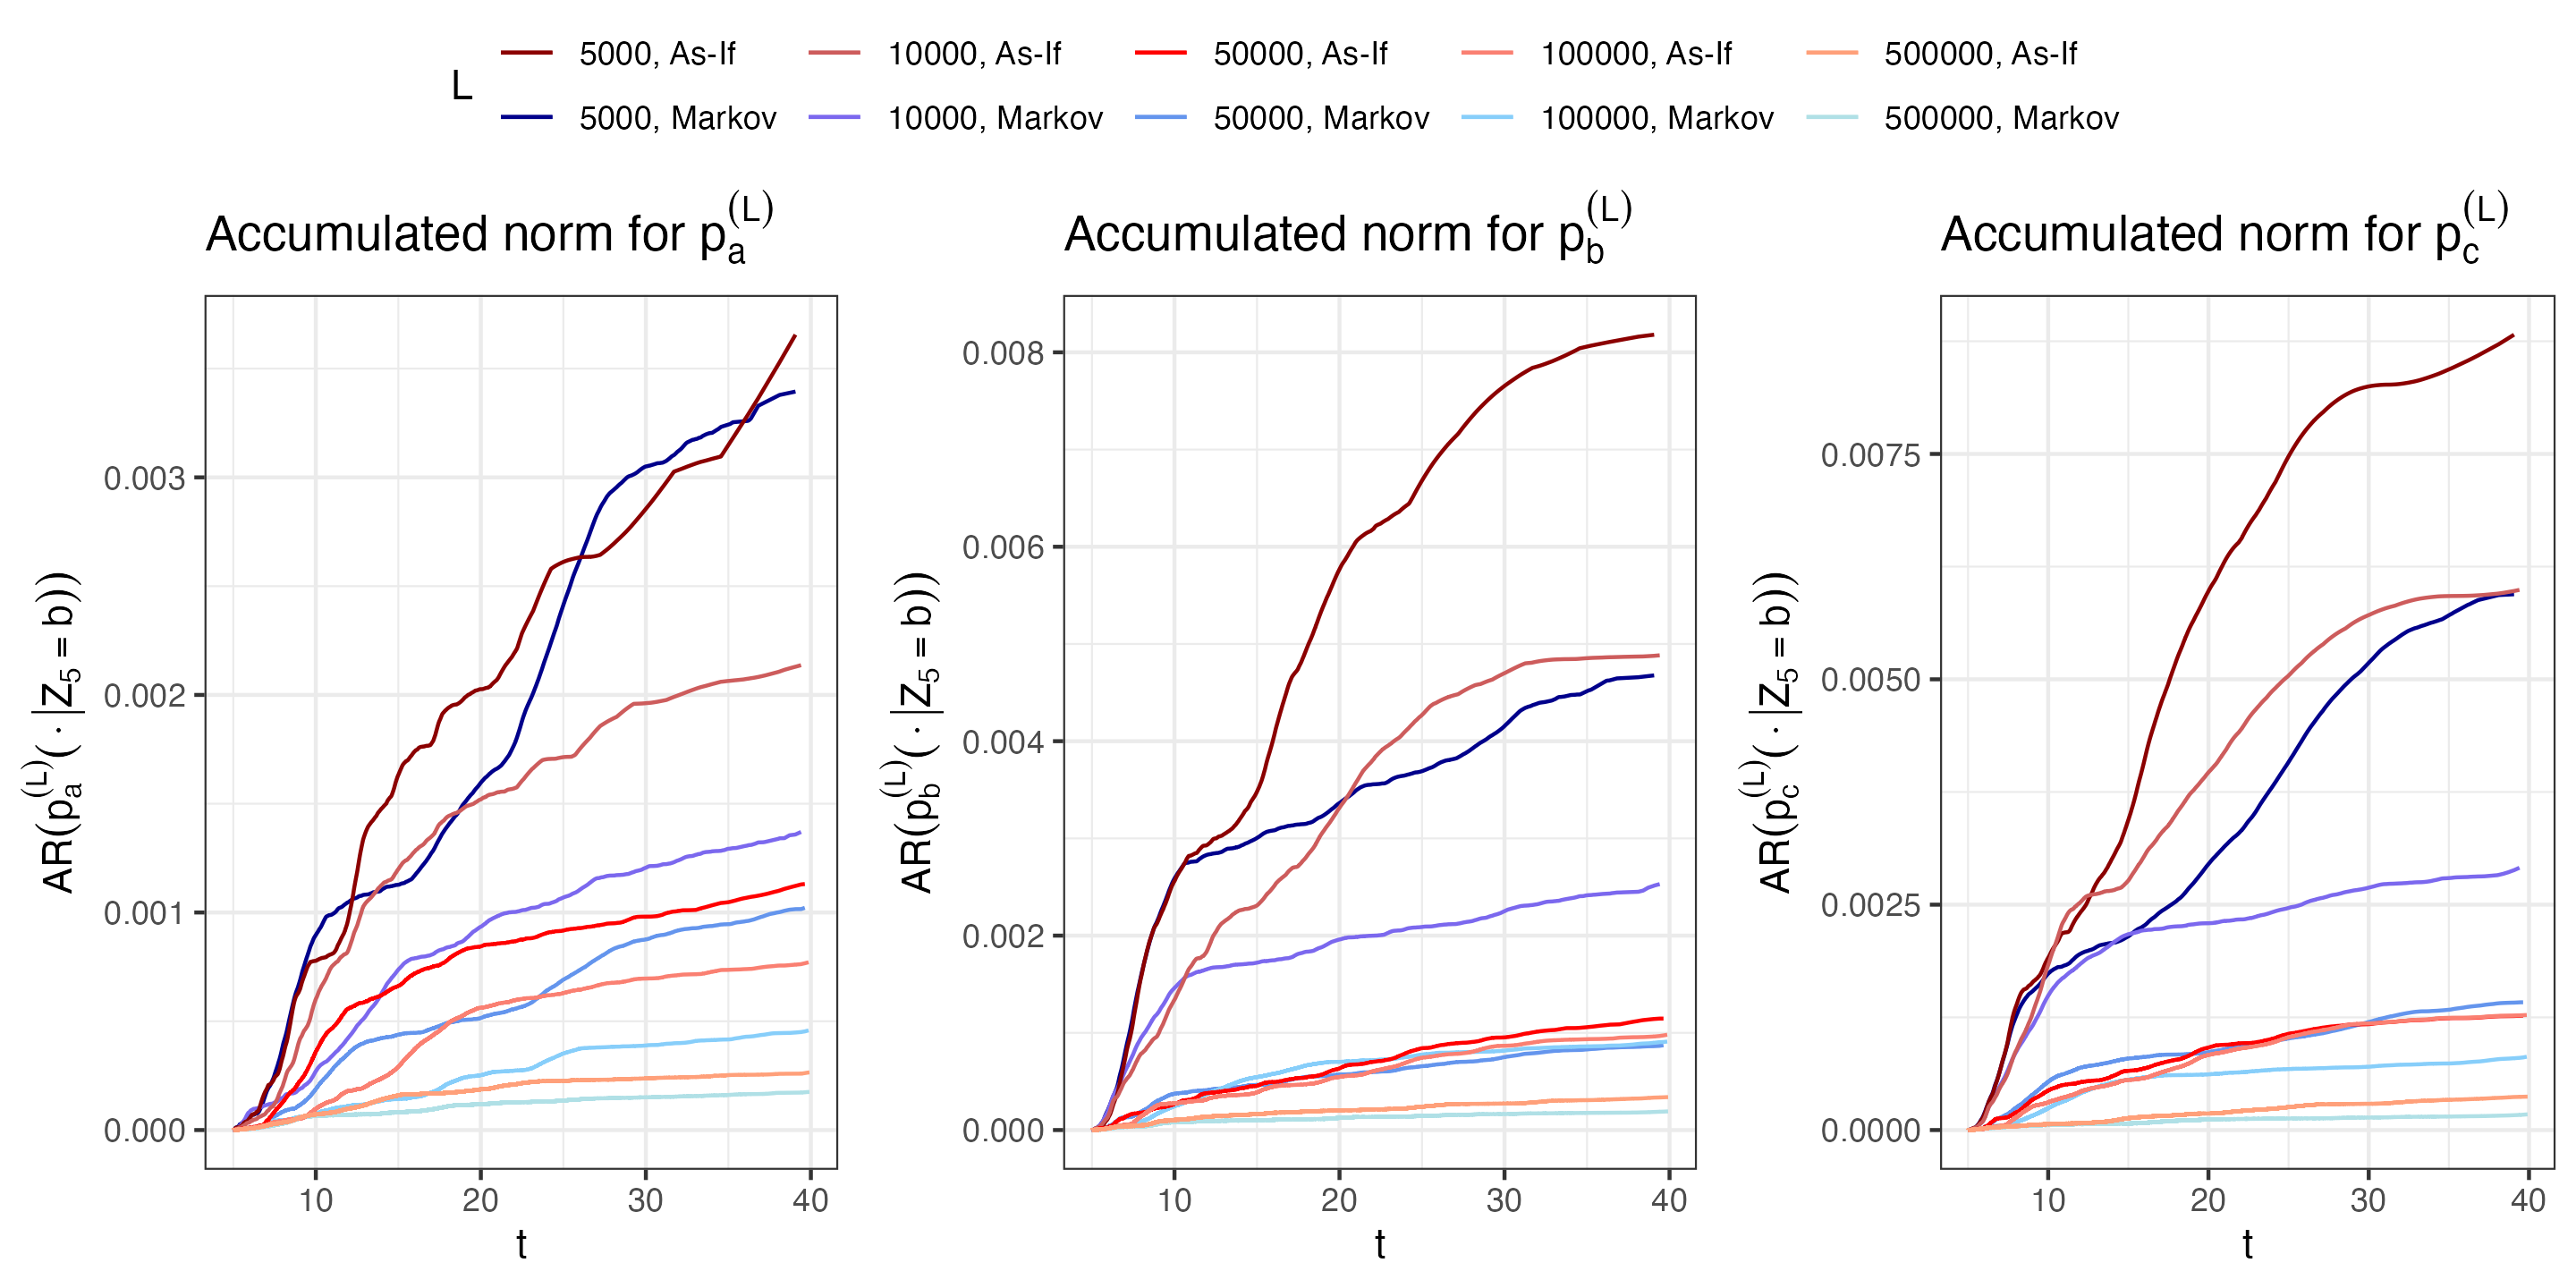 L
5000, As-If 10000, As-If 50000, As-If 100000, As-If 500000, As-If
5000, Markov 10000, Markov 50000, Markov 100000, Markov 500000, Markov
Accumulated norm for p_a^(L)
AR(p_a^(L)( · |Z_5 = b))
0.003
0.002
0.001
0.000
10 20 30 40
t
Accumulated norm for p_b^(L)
AR(p_b^(L)( · |Z_5 = b))
0.008
0.006
0.004
0.002
0.000
10 20 30 40
t
Accumulated norm for p_c^(L)
AR(p_c^(L)( · |Z_5 = b))
0.0075
0.0050
0.0025
0.0000
10 20 30 40
t